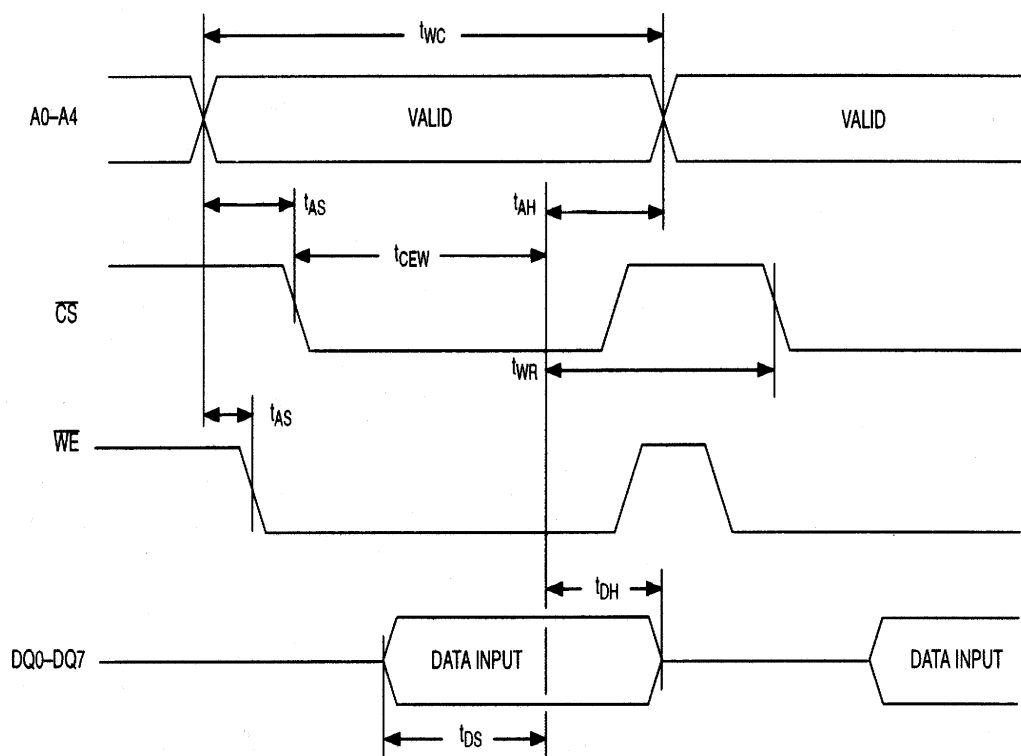 tWC
A0–A4
VALID
VALID
tAS
tAH
tCEW
CS
tWR
tAS
WE
tDH
DQ0–DQ7
DATA INPUT
DATA INPUT
tDS